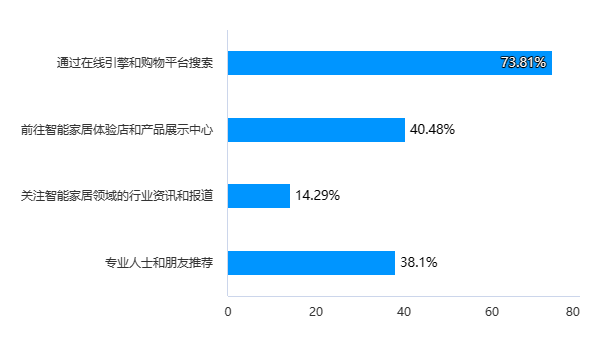 通过在线引擎和购物平台搜索 73.81%
前往智能家居体验店和产品展示中心 40.48%
关注智能家居领域的行业资讯和报道 14.29%
专业人士和朋友推荐 38.1%
0 20 40 60 80